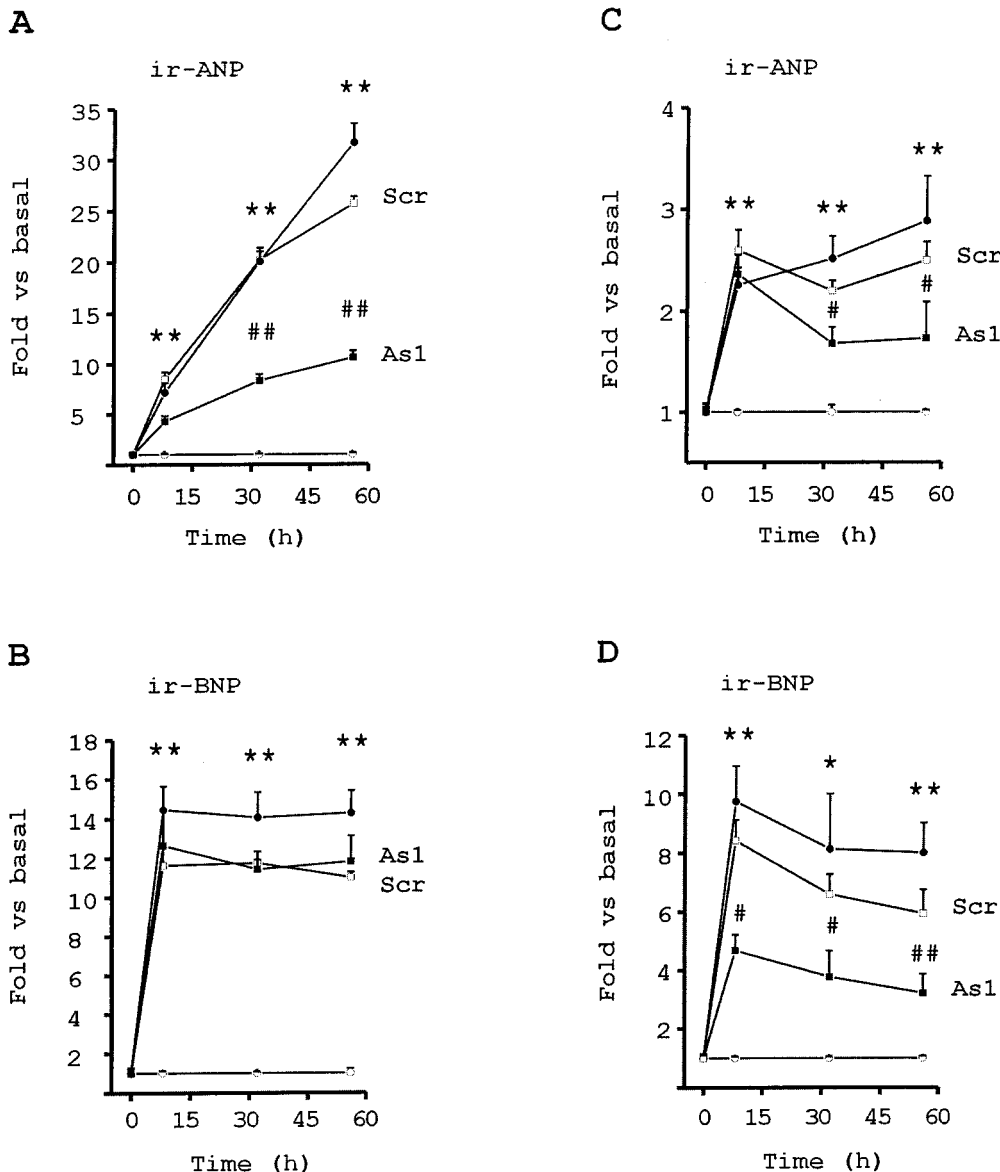 A
ir-ANP
Fold vs basal
35
30
25
20
15
10
5
**
**
**
##
##
Scr
As1
0 15 30 45 60
Time (h)
C
ir-ANP
Fold vs basal
4
3
2
1
**
**
**
#
#
Scr
As1
0 15 30 45 60
Time (h)
B
ir-BNP
Fold vs basal
18
16
14
12
10
8
6
4
2
**
**
**
As1
Scr
0 15 30 45 60
Time (h)
D
ir-BNP
Fold vs basal
12
10
8
6
4
2
**
*
**
#
#
##
Scr
As1
0 15 30 45 60
Time (h)